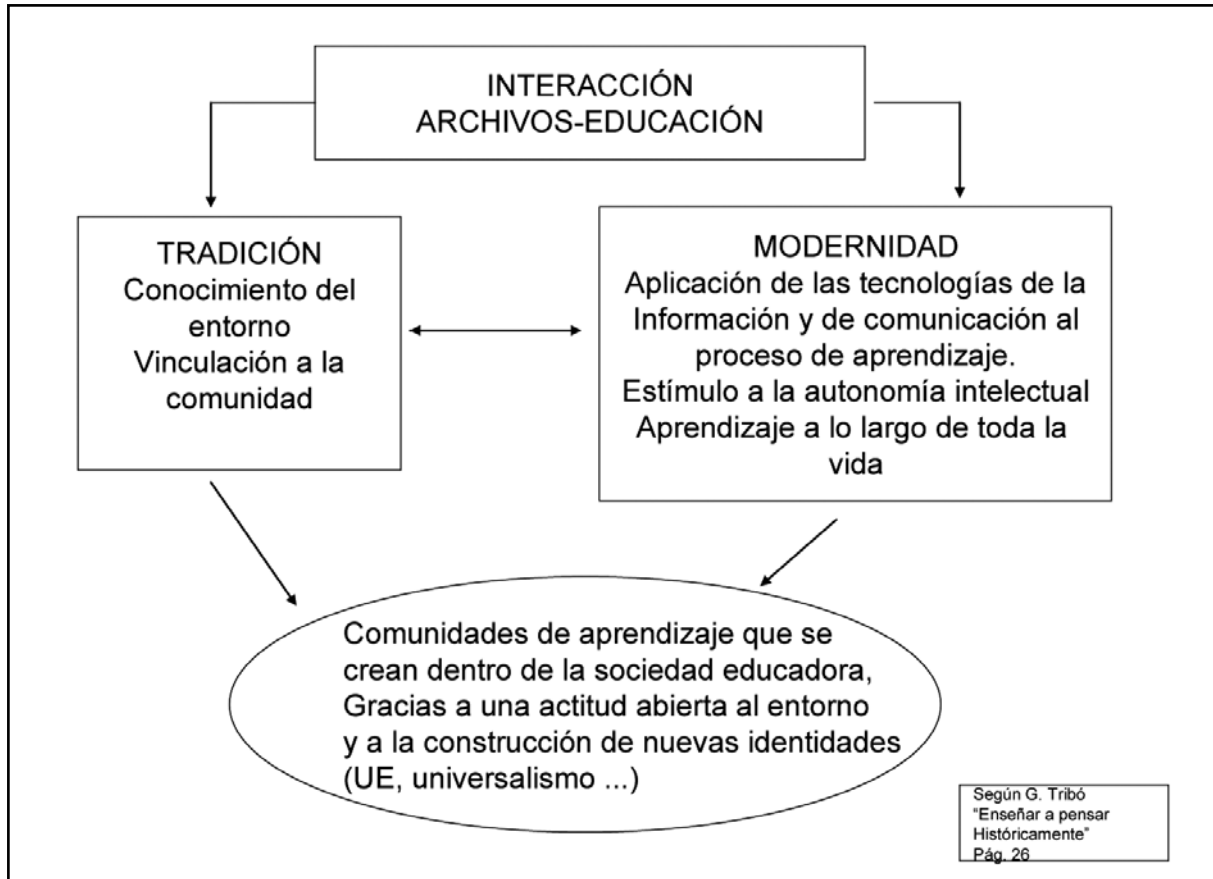 INTERACCIÓN
ARCHIVOS-EDUCACIÓN
TRADICIÓN
Conocimiento del
entorno
Vinculación a la
comunidad
MODERNIDAD
Aplicación de las tecnologías de la
Información y de comunicación al
proceso de aprendizaje.
Estímulo a la autonomía intelectual
Aprendizaje a lo largo de toda la
vida
Comunidades de aprendizaje que se
crean dentro de la sociedad educadora,
Gracias a una actitud abierta al entorno
y a la construcción de nuevas identidades
(UE, universalismo ...)
Según G. Tribó
“Enseñar a pensar
Históricamente”
Pág. 26